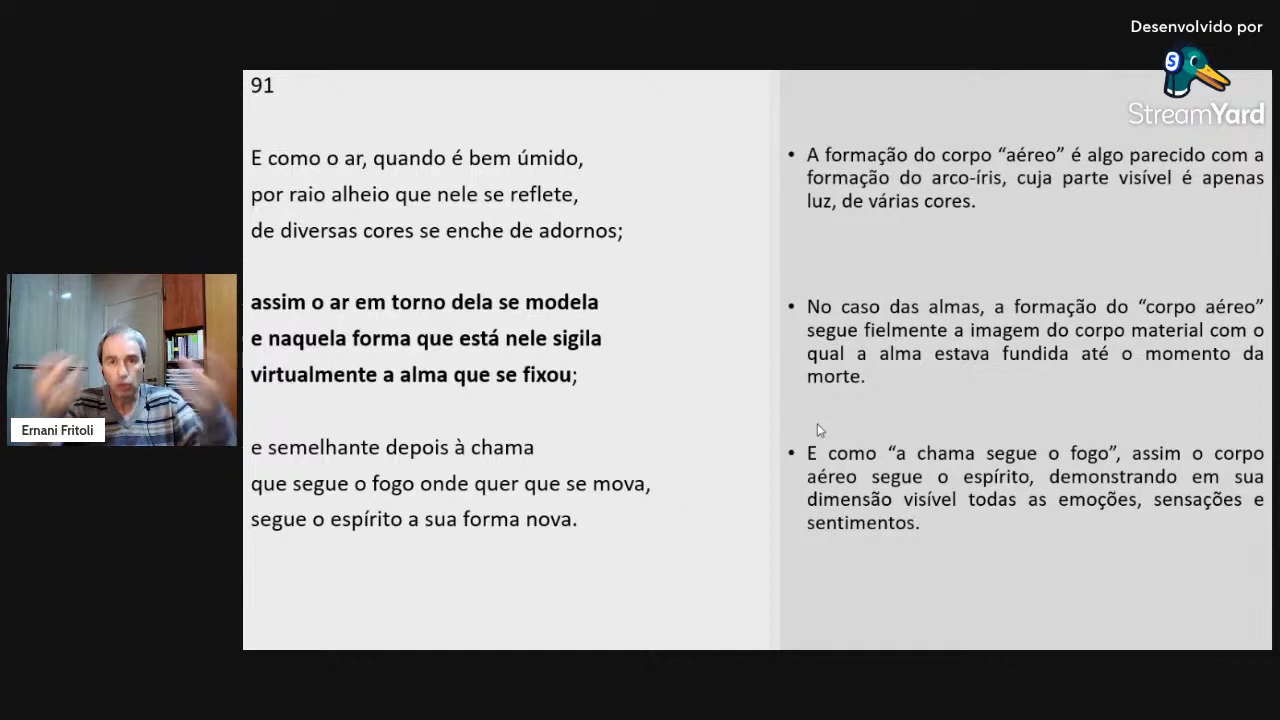 Desenvolvido por
StreamYard
91
E como o ar, quando é bem úmido,
por raio alheio que nele se reflete,
de diversas cores se enche de adornos;
assim o ar em torno dela se modela
e naquela forma que está nele sigila
virtualmente a alma que se fixou;
e semelhante depois à chama
que segue o fogo onde quer que se mova,
segue o espírito a sua forma nova.
• A formação do corpo “aéreo” é algo parecido com a
formação do arco-íris, cuja parte visível é apenas
luz, de várias cores.
• No caso das almas, a formação do “corpo aéreo”
segue fielmente a imagem do corpo material com o
qual a alma estava fundida até o momento da
morte.
• E como “a chama segue o fogo”, assim o corpo
aéreo segue o espírito, demonstrando em sua
dimensão visível todas as emoções, sensações e
sentimentos.
Ernani Fritoli